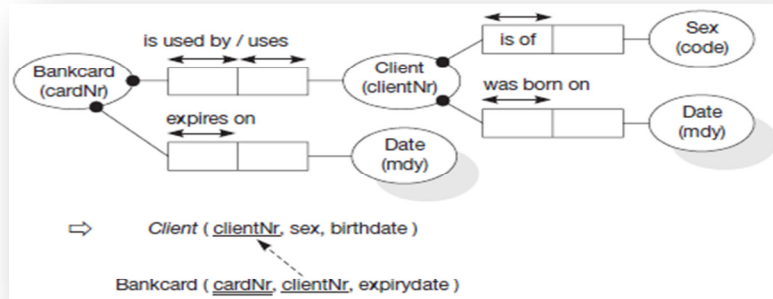 is used by / uses
Bankcard
(cardNr)
Client
(clientNr)
is of
Sex
(code)
was born on
Date
(mdy)
expires on
Date
(mdy)
⇨ Client ( clientNr, sex, birthdate )
Bankcard ( cardNr, clientNr, expirydate )